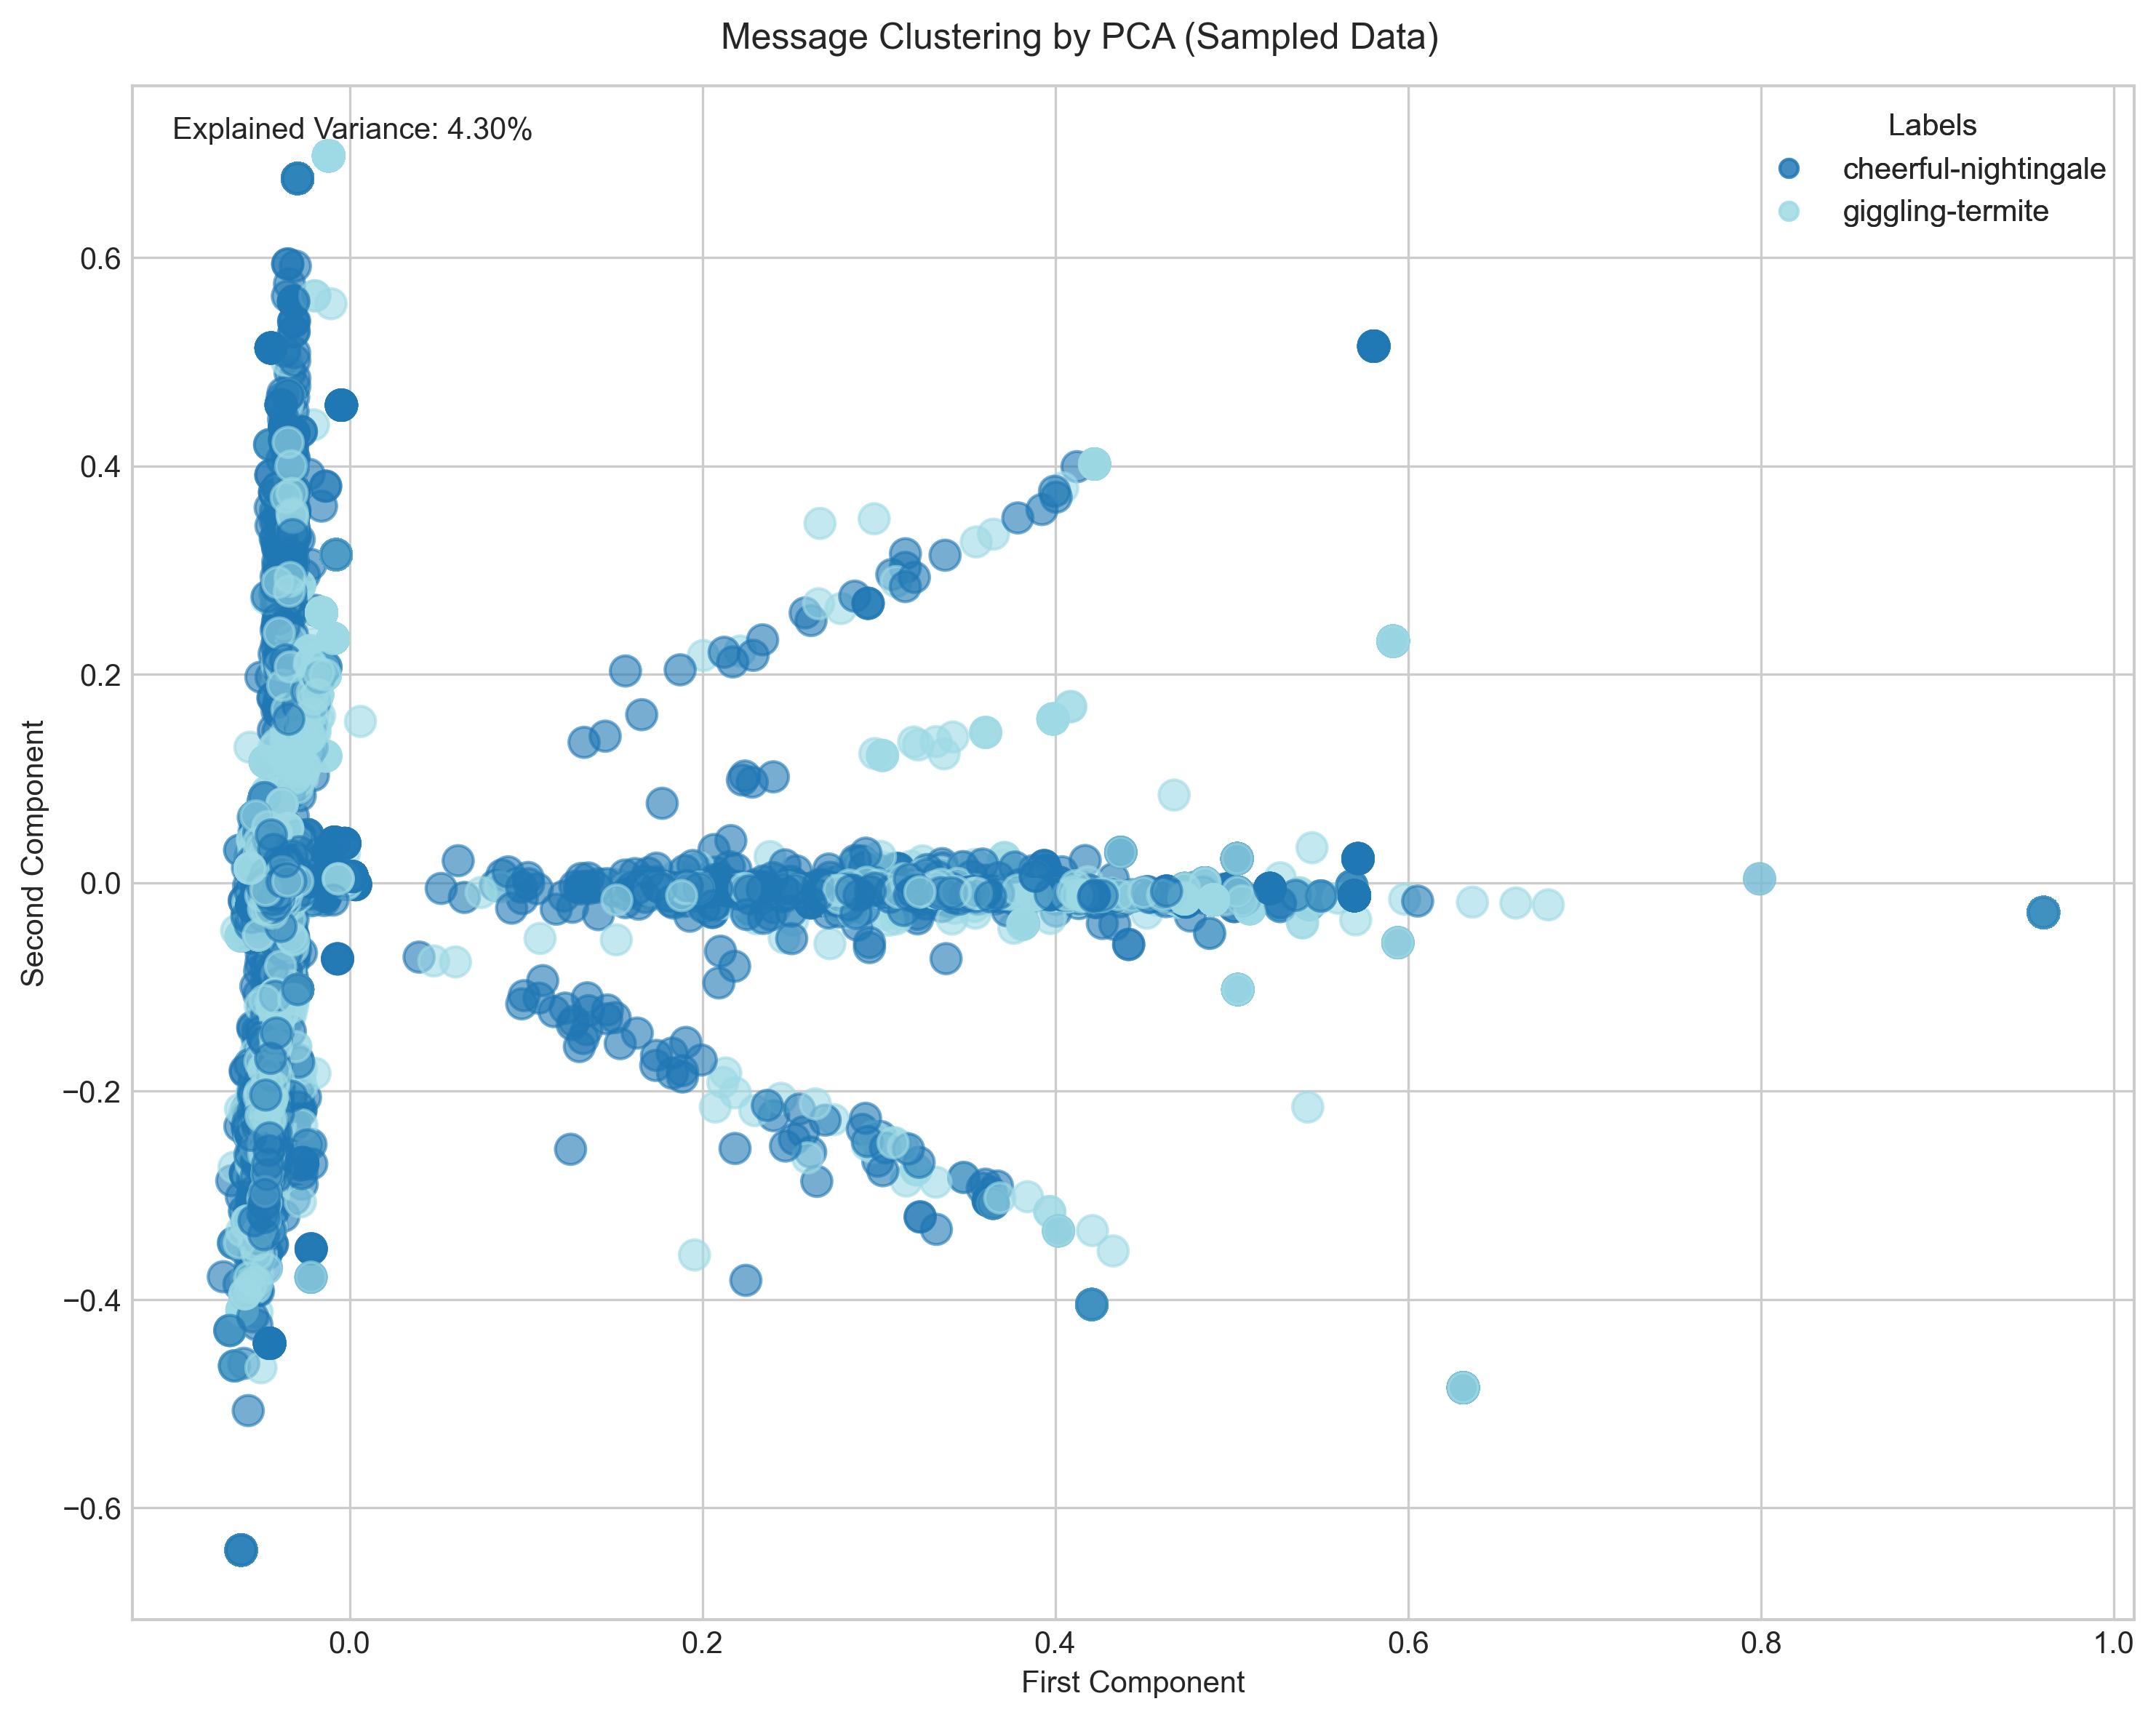 Message Clustering by PCA (Sampled Data)
Explained Variance: 4.30%
Labels
cheerful-nightingale
giggling-termite
0.6
0.4
0.2
0.0
−0.2
−0.4
−0.6
Second Component
0.0 0.2 0.4 0.6 0.8 1.0
First Component